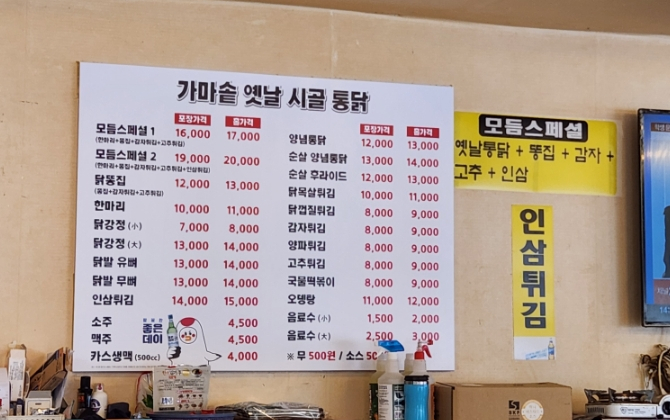 가마솥 옛날 시골 통닭
포장가격 홀가격
모듬스페셜 1 16,000 17,000
(한마리+똥집+감자튀김+고추튀김)
모듬스페셜 2 19,000 20,000
(한마리+똥집+감자튀김+고추튀김+인삼튀김)
닭똥집 12,000 13,000
(똥집+감자튀김+고추튀김)
한마리 10,000 11,000
닭강정 (小) 7,000 8,000
닭강정 (大) 13,000 14,000
닭발 유뼈 13,000 14,000
닭발 무뼈 13,000 14,000
인삼튀김 14,000 15,000
소주 4,500
맥주 4,500
카스생맥 (500cc) 4,000
좋은
데이
포장가격 홀가격
양념통닭 12,000 13,000
순살 양념통닭 13,000 14,000
순살 후라이드 12,000 13,000
닭목살튀김 10,000 11,000
닭껍질튀김 8,000 9,000
감자튀김 8,000 9,000
양파튀김 8,000 9,000
고추튀김 8,000 9,000
국물떡볶이 8,000 9,000
오뎅탕 11,000 12,000
음료수 (小) 1,500 2,000
음료수 (大) 2,500 3,000
※ 무 500원 / 소스
모듬스페셜
옛날통닭 + 똥집 + 감자 +
고추 + 인삼
인삼튀김